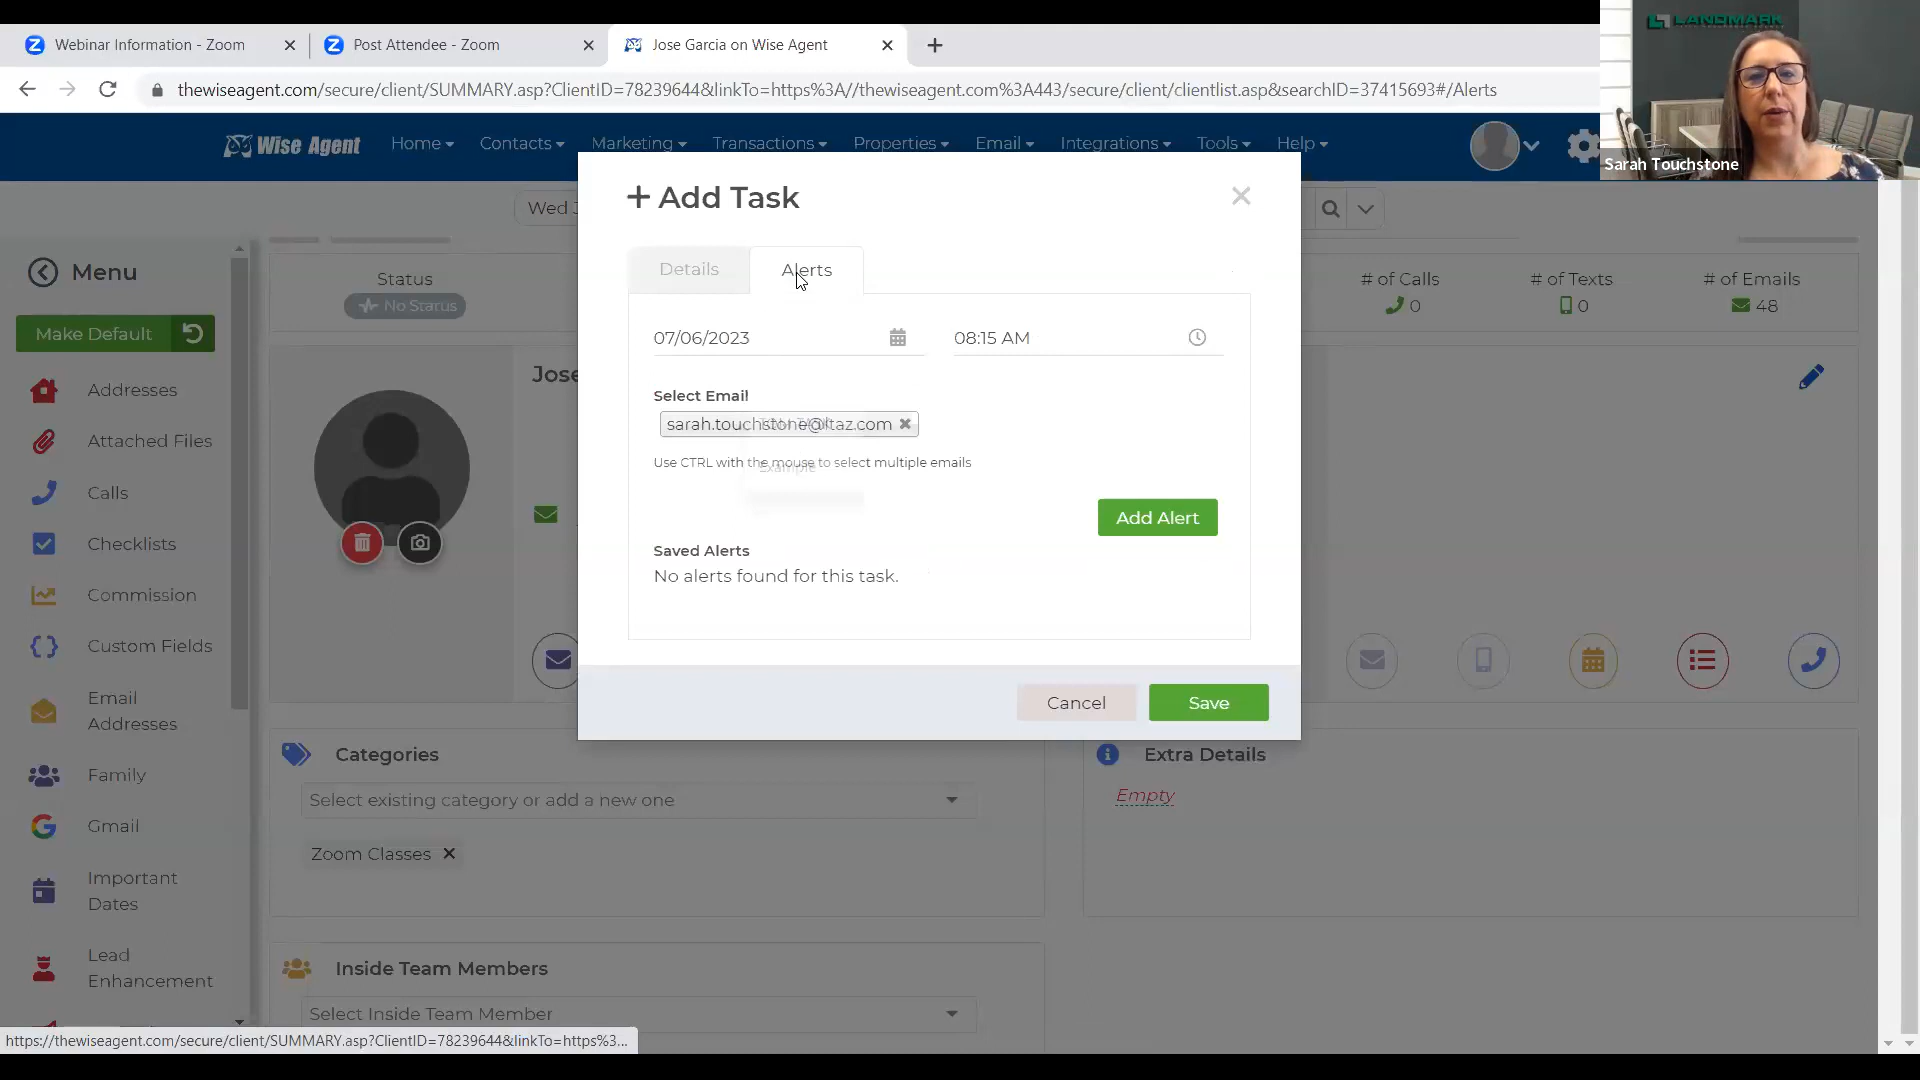 LANDMARK
Webinar Information - Zoom
Post Attendee - Zoom
Jose Garcia on Wise Agent
thewiseagent.com/secure/client/SUMMARY.asp?ClientID=78239644&linkTo=https%3A//thewiseagent.com%3A443/secure/client/clientlist.asp&searchID=37415693#/Alerts
Sarah Touchstone
Wise Agent
Home
Contacts
Marketing
Transactions
Properties
Email
Integrations
Tools
Help
Wed
+ Add Task
Details
Alerts
Menu
Status
No Status
# of Calls
0
# of Texts
0
# of Emails
48
Make Default
07/06/2023
08:15 AM
Jose
Select Email
sarah.touchstone@ltaz.com
Use CTRL with the mouse to select multiple emails
Example
Add Alert
Saved Alerts
No alerts found for this task.
Cancel
Save
Addresses
Attached Files
Calls
Checklists
Commission
Custom Fields
Email
Addresses
Family
Gmail
Important
Dates
Lead
Enhancement
Categories
Select existing category or add a new one
Zoom Classes
Extra Details
Empty
Inside Team Members
Select Inside Team Member
https://thewiseagent.com/secure/client/SUMMARY.asp?ClientID=78239644&linkTo=https%3...